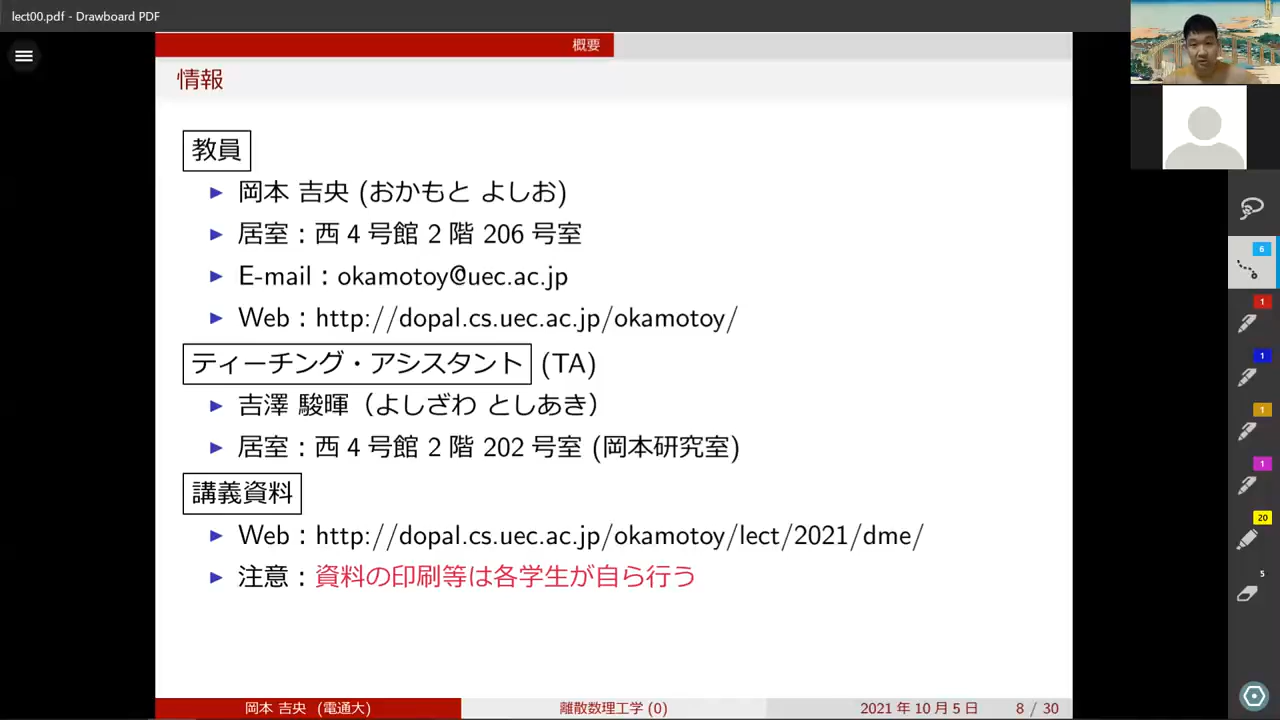 lect00.pdf - Drawboard PDF
概要
情報
教員
▶ 岡本 吉央 (おかもと よしお)
▶ 居室：西 4 号館 2 階 206 号室
▶ E-mail：okamotoy@uec.ac.jp
▶ Web：http://dopal.cs.uec.ac.jp/okamotoy/
ティーチング・アシスタント (TA)
▶ 吉澤 駿暉（よしざわ としあき）
▶ 居室：西 4 号館 2 階 202 号室 (岡本研究室)
講義資料
▶ Web：http://dopal.cs.uec.ac.jp/okamotoy/lect/2021/dme/
▶ 注意：資料の印刷等は各学生が自ら行う
岡本 吉央 (電通大) 離散数理工学 (0) 2021 年 10 月 5 日 8 / 30
6
1
1
1
1
20
5